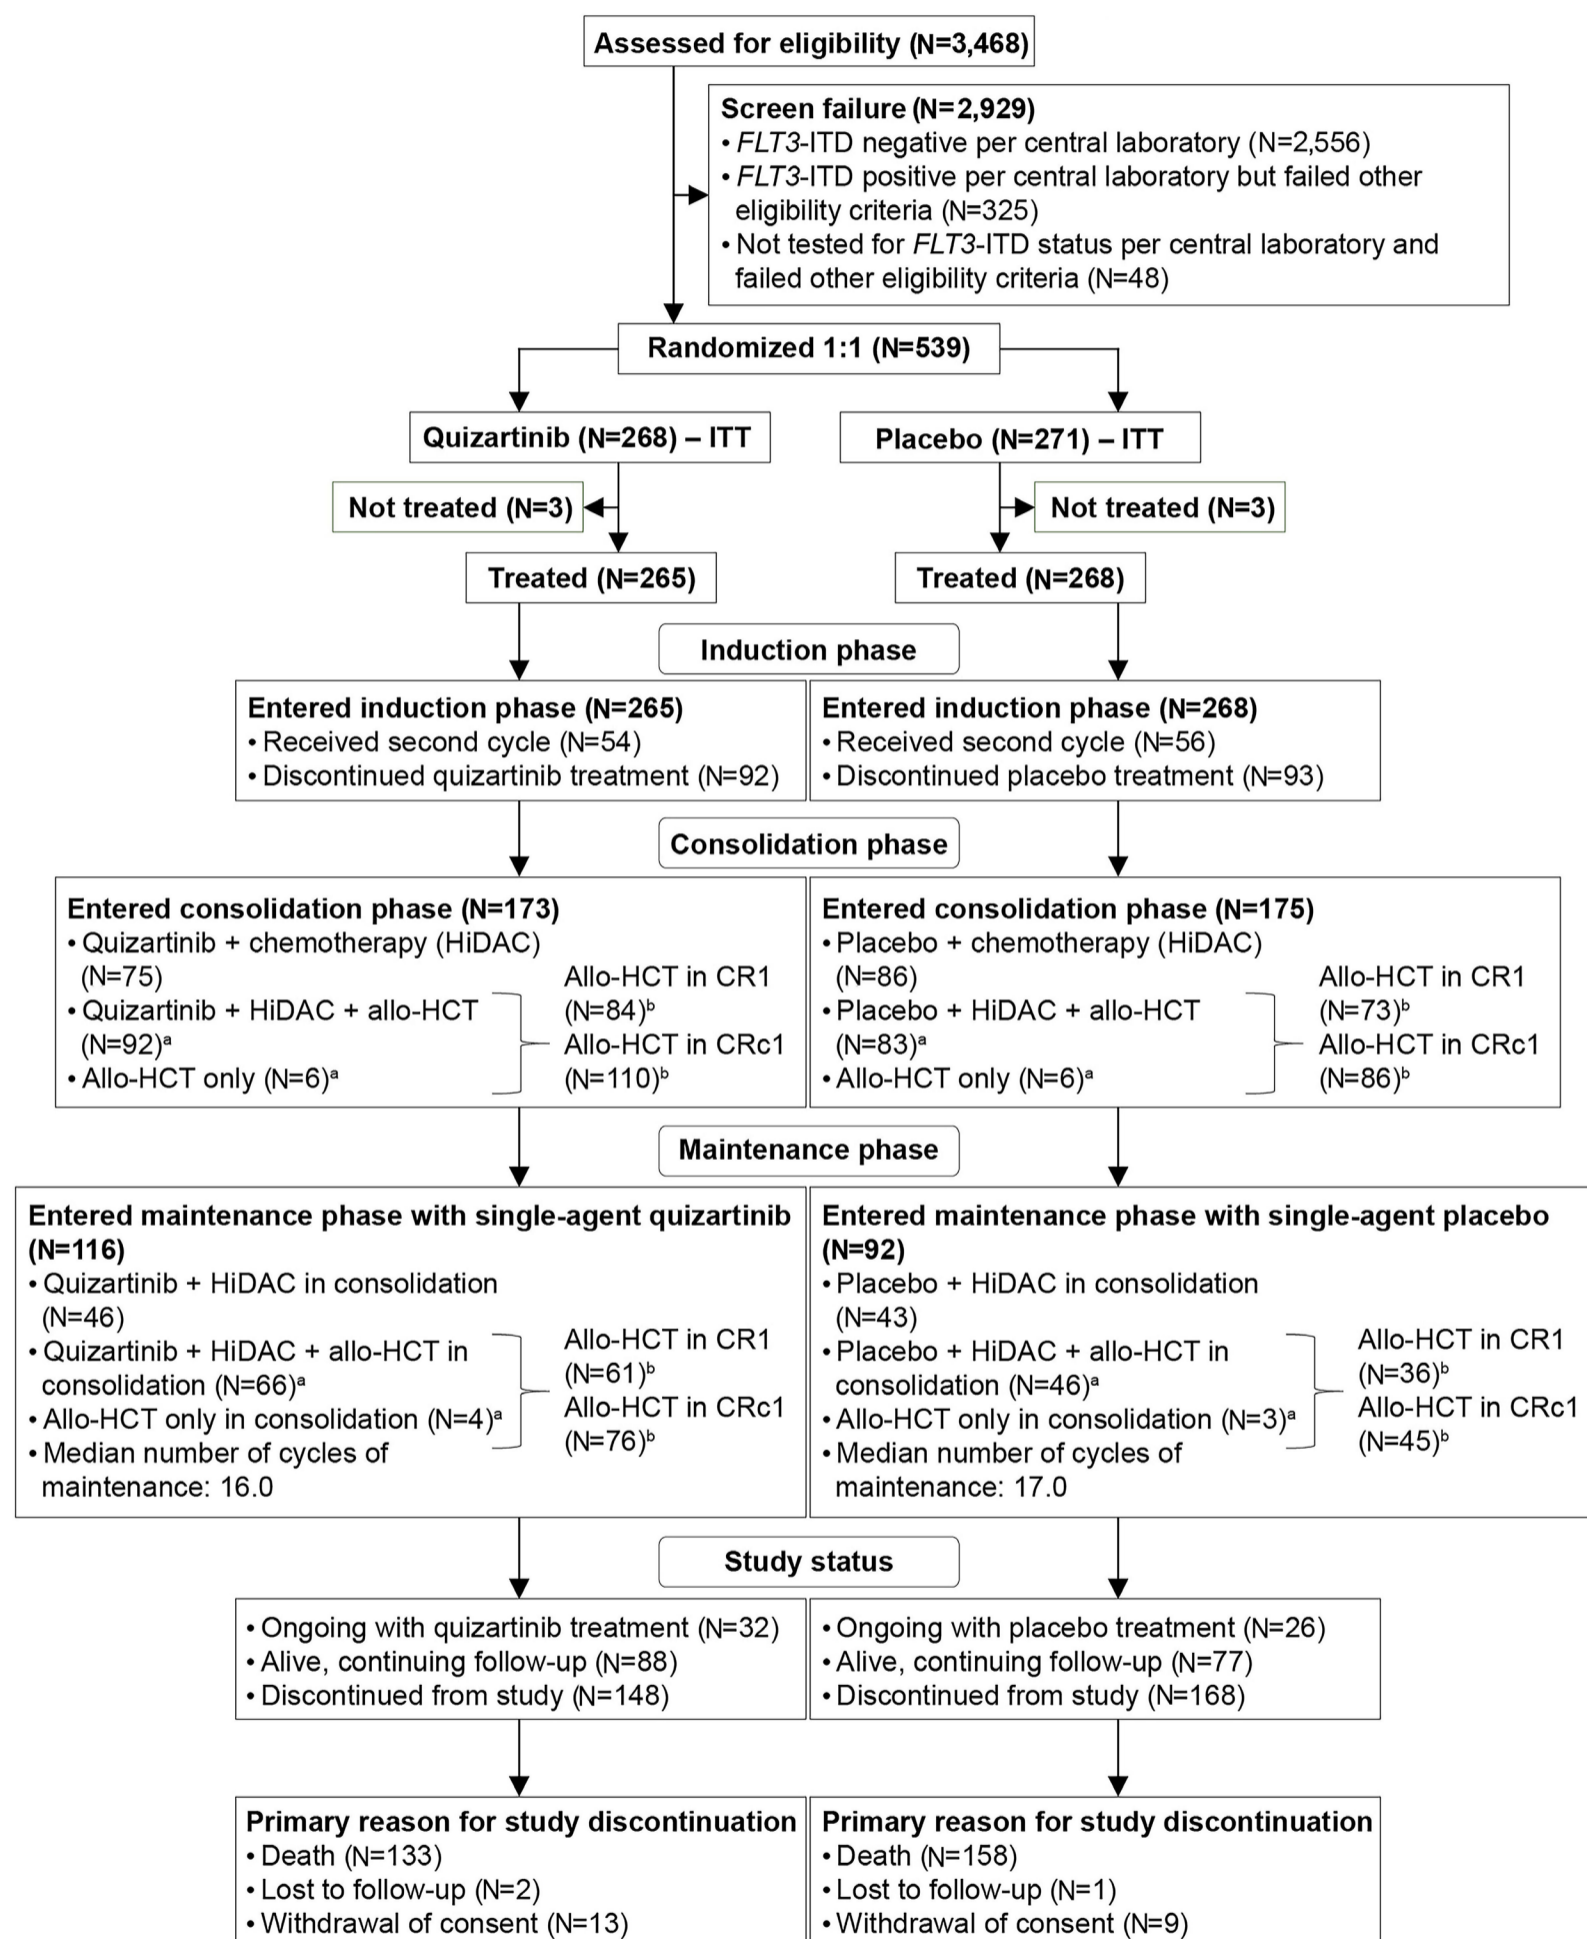 Assessed for eligibility (N=3,468)
Screen failure (N=2,929)
• FLT3-ITD negative per central laboratory (N=2,556)
• FLT3-ITD positive per central laboratory but failed other
eligibility criteria (N=325)
• Not tested for FLT3-ITD status per central laboratory and
failed other eligibility criteria (N=48)
Randomized 1:1 (N=539)
Quizartinib (N=268) – ITT
Placebo (N=271) – ITT
Not treated (N=3)
Not treated (N=3)
Treated (N=265)
Treated (N=268)
Induction phase
Entered induction phase (N=265)
• Received second cycle (N=54)
• Discontinued quizartinib treatment (N=92)
Entered induction phase (N=268)
• Received second cycle (N=56)
• Discontinued placebo treatment (N=93)
Consolidation phase
Entered consolidation phase (N=173)
• Quizartinib + chemotherapy (HiDAC)
(N=75)
• Quizartinib + HiDAC + allo-HCT
(N=92)ᵃ
• Allo-HCT only (N=6)ᵃ
Allo-HCT in CR1
(N=84)ᵇ
Allo-HCT in CRc1
(N=110)ᵇ
Entered consolidation phase (N=175)
• Placebo + chemotherapy (HiDAC)
(N=86)
• Placebo + HiDAC + allo-HCT
(N=83)ᵃ
• Allo-HCT only (N=6)ᵃ
Allo-HCT in CR1
(N=73)ᵇ
Allo-HCT in CRc1
(N=86)ᵇ
Maintenance phase
Entered maintenance phase with single-agent quizartinib
(N=116)
• Quizartinib + HiDAC in consolidation
(N=46)
• Quizartinib + HiDAC + allo-HCT in
consolidation (N=66)ᵃ
• Allo-HCT only in consolidation (N=4)ᵃ
• Median number of cycles of
maintenance: 16.0
Allo-HCT in CR1
(N=61)ᵇ
Allo-HCT in CRc1
(N=76)ᵇ
Entered maintenance phase with single-agent placebo
(N=92)
• Placebo + HiDAC in consolidation
(N=43)
• Placebo + HiDAC + allo-HCT in
consolidation (N=46)ᵃ
• Allo-HCT only in consolidation (N=3)ᵃ
• Median number of cycles of
maintenance: 17.0
Allo-HCT in CR1
(N=36)ᵇ
Allo-HCT in CRc1
(N=45)ᵇ
Study status
• Ongoing with quizartinib treatment (N=32)
• Alive, continuing follow-up (N=88)
• Discontinued from study (N=148)
• Ongoing with placebo treatment (N=26)
• Alive, continuing follow-up (N=77)
• Discontinued from study (N=168)
Primary reason for study discontinuation
• Death (N=133)
• Lost to follow-up (N=2)
• Withdrawal of consent (N=13)
Primary reason for study discontinuation
• Death (N=158)
• Lost to follow-up (N=1)
• Withdrawal of consent (N=9)